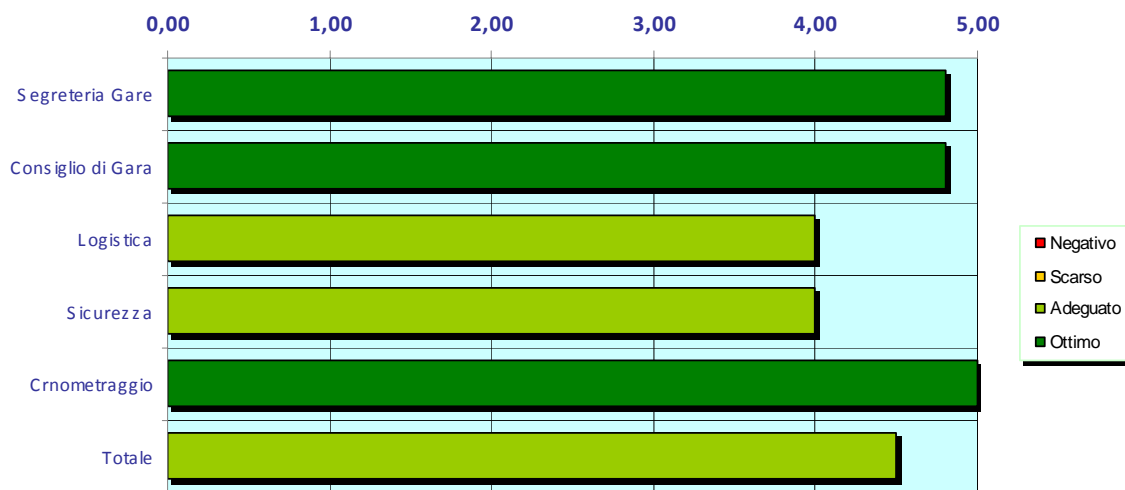 0,00 1,00 2,00 3,00 4,00 5,00
Segreteria Gare
Consiglio di Gara
Logistica
Sicurezza
Crnometraggio
Totale
Negativo
Scarso
Adeguato
Ottimo